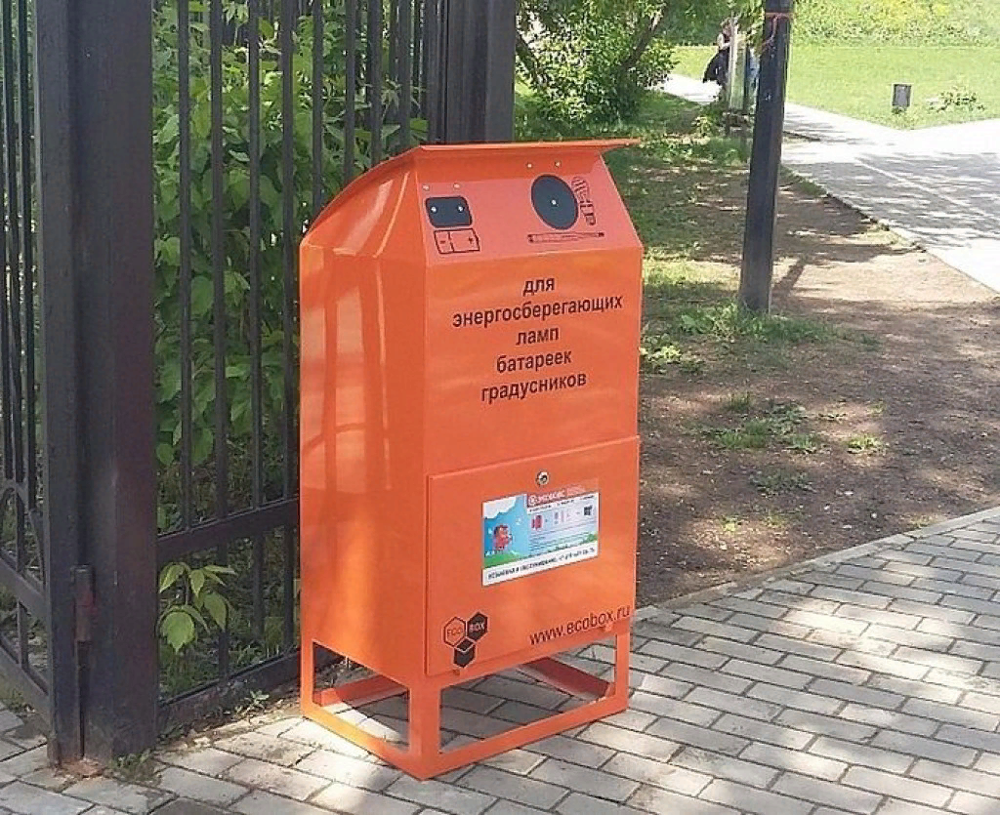 для
энергосберегающих
ламп
батареек
градусников
ECO BOX
www.ecobox.ru